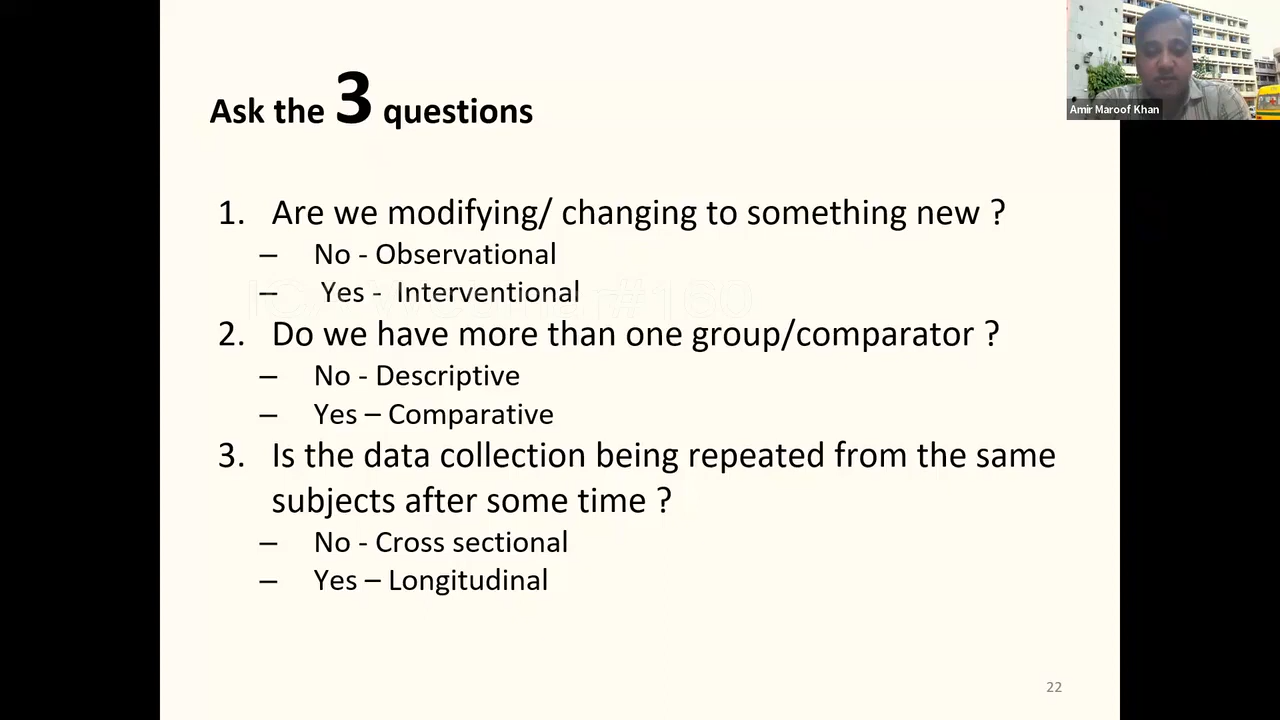 Amir Maroof Khan
Ask the 3 questions
1. Are we modifying/ changing to something new ?
– No - Observational
– Yes - Interventional
2. Do we have more than one group/comparator ?
– No - Descriptive
– Yes – Comparative
3. Is the data collection being repeated from the same
subjects after some time ?
– No - Cross sectional
– Yes – Longitudinal
22